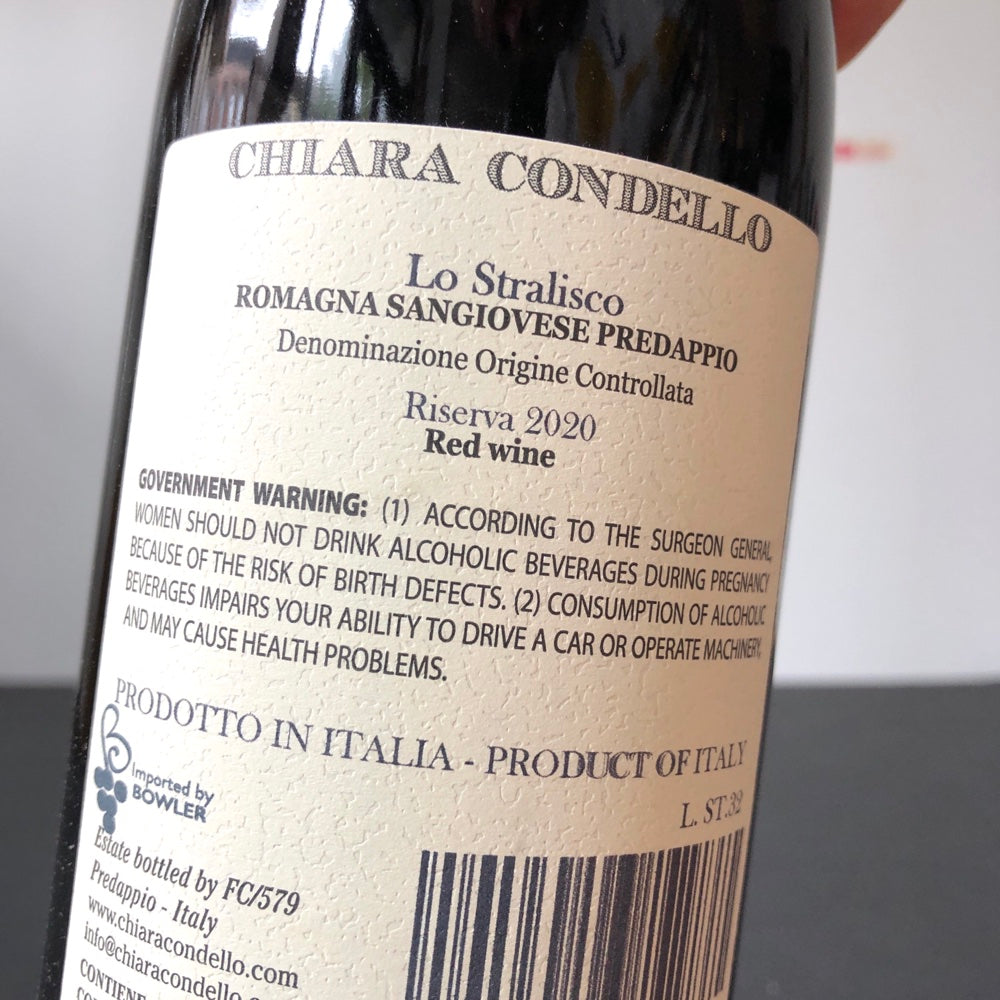 CHIARA CONDELLO
Lo Stralisco
ROMAGNA SANGIOVESE PREDAPPIO
Denominazione Origine Controllata
Riserva 2020
Red wine
GOVERNMENT WARNING: (1) ACCORDING TO THE SURGEON GENERAL,
WOMEN SHOULD NOT DRINK ALCOHOLIC BEVERAGES DURING PREGNANCY
BECAUSE OF THE RISK OF BIRTH DEFECTS. (2) CONSUMPTION OF ALCOHOLIC
BEVERAGES IMPAIRS YOUR ABILITY TO DRIVE A CAR OR OPERATE MACHINERY,
AND MAY CAUSE HEALTH PROBLEMS.
PRODOTTO IN ITALIA - PRODUCT OF ITALY
L. ST.32
Imported by
BOWLER
Estate bottled by FC/579
Predappio - Italy
www.chiaracondello.com
info@chiaracondello.
CONTIENE